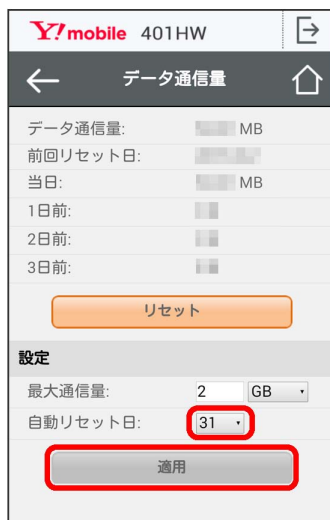 Y!mobile 401HW
データ通信量
データ通信量: MB
前回リセット日:
当日: MB
1日前:
2日前:
3日前:
リセット
設定
最大通信量: 2 GB
自動リセット日: 31
適用